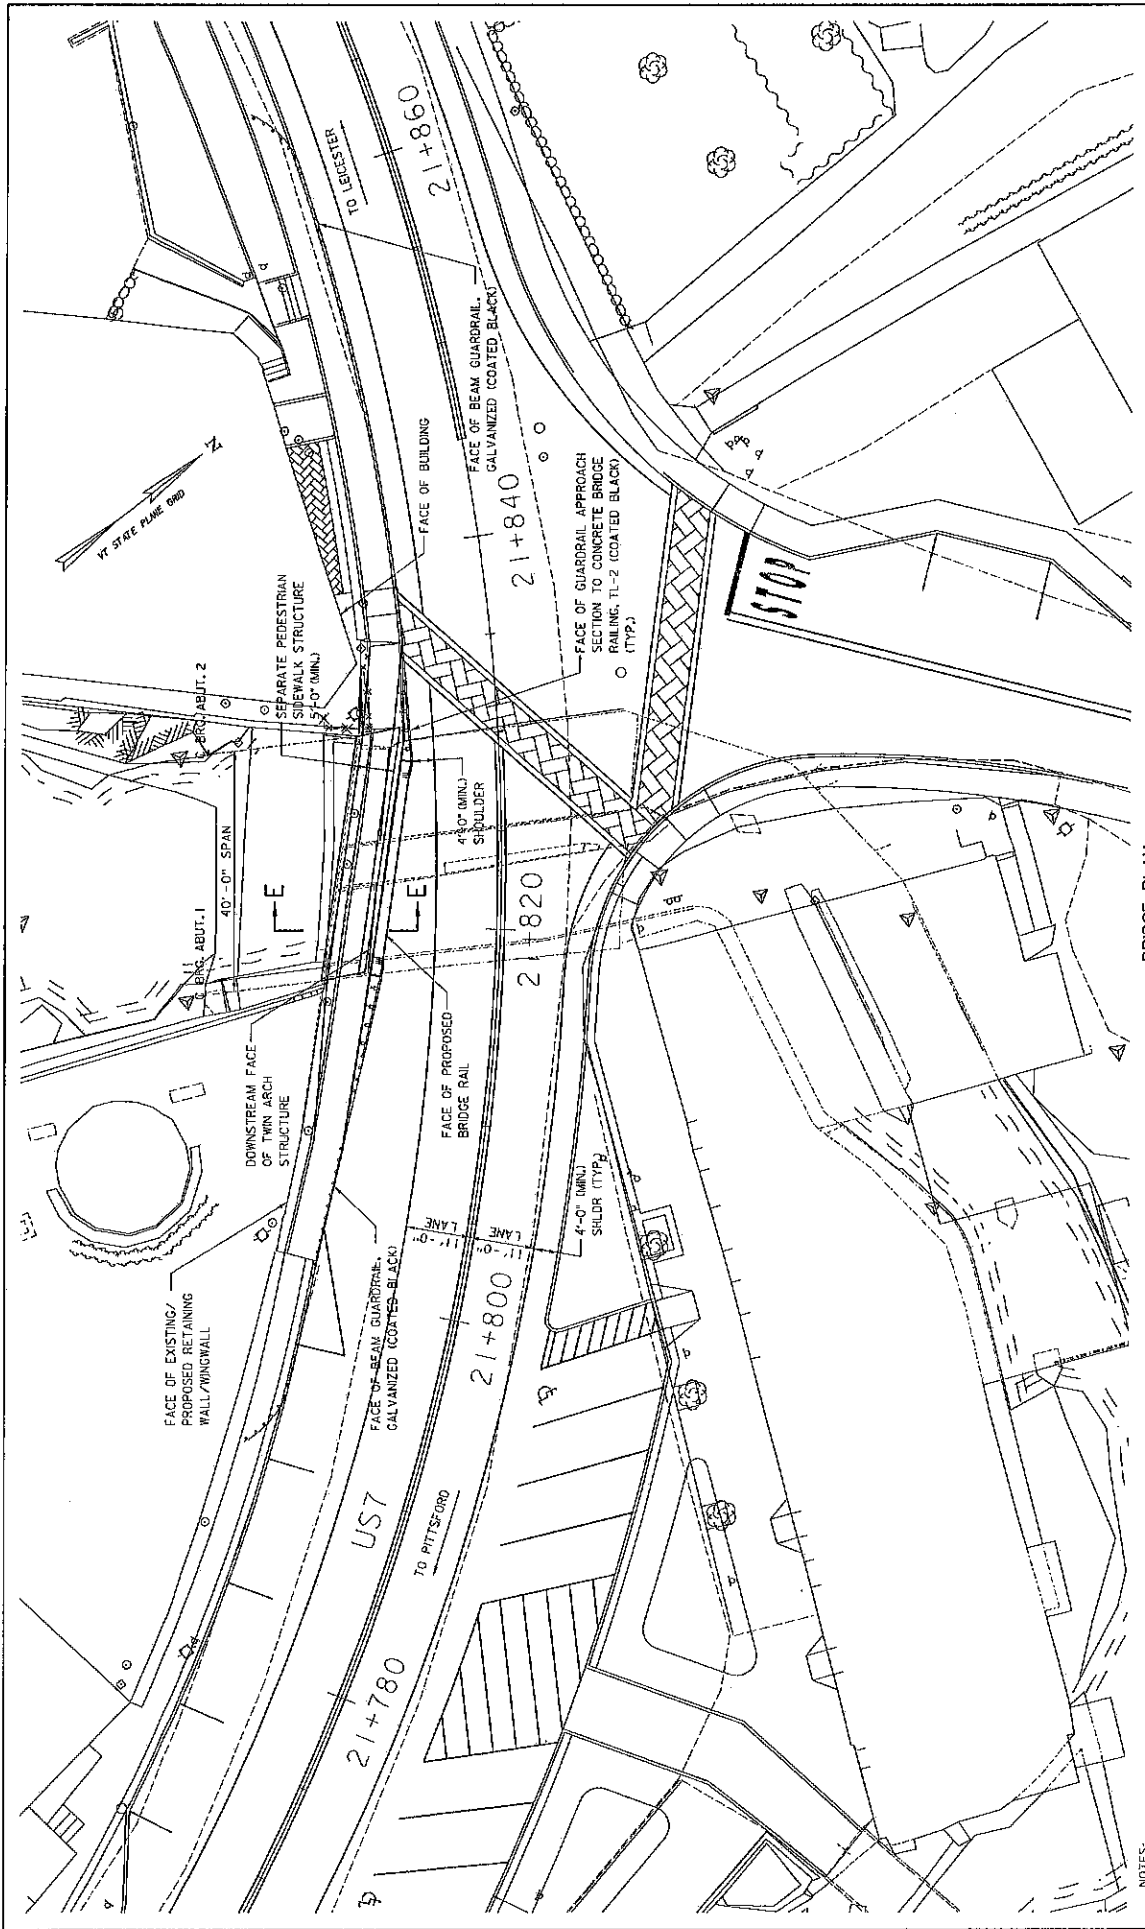 FACE OF EXISTING/
PROPOSED RETAINING
WALL/WINGWALL
DOWNSTREAM FACE
OF TWIN ARCH
STRUCTURE
℄ BRG. ABUT. 1
40'-0" SPAN
℄ BRG. ABUT. 2
SEPARATE PEDESTRIAN
SIDEWALK STRUCTURE
5'-0" (MIN.)
VT STATE PLANE GRID
N
TO LEICESTER
FACE OF BUILDING
FACE OF BEAM GUARDRAIL,
GALVANIZED (COATED BLACK)
21+860
E
E
4'-0" (MIN.)
SHOULDER
FACE OF PROPOSED
BRIDGE RAIL
FACE OF BEAM GUARDRAIL,
GALVANIZED (COATED BLACK)
11'-0"
LANE
11'-0"
LANE
4'-0" (MIN.)
SHLDR (TYP.)
US7
TO PITTSFORD
21+780
21+800
21+820
21+840
FACE OF GUARDRAIL APPROACH
SECTION TO CONCRETE BRIDGE
RAILING, TL-2 (COATED BLACK)
(TYP.)
STOP
BRIDGE PLAN
NOTES: